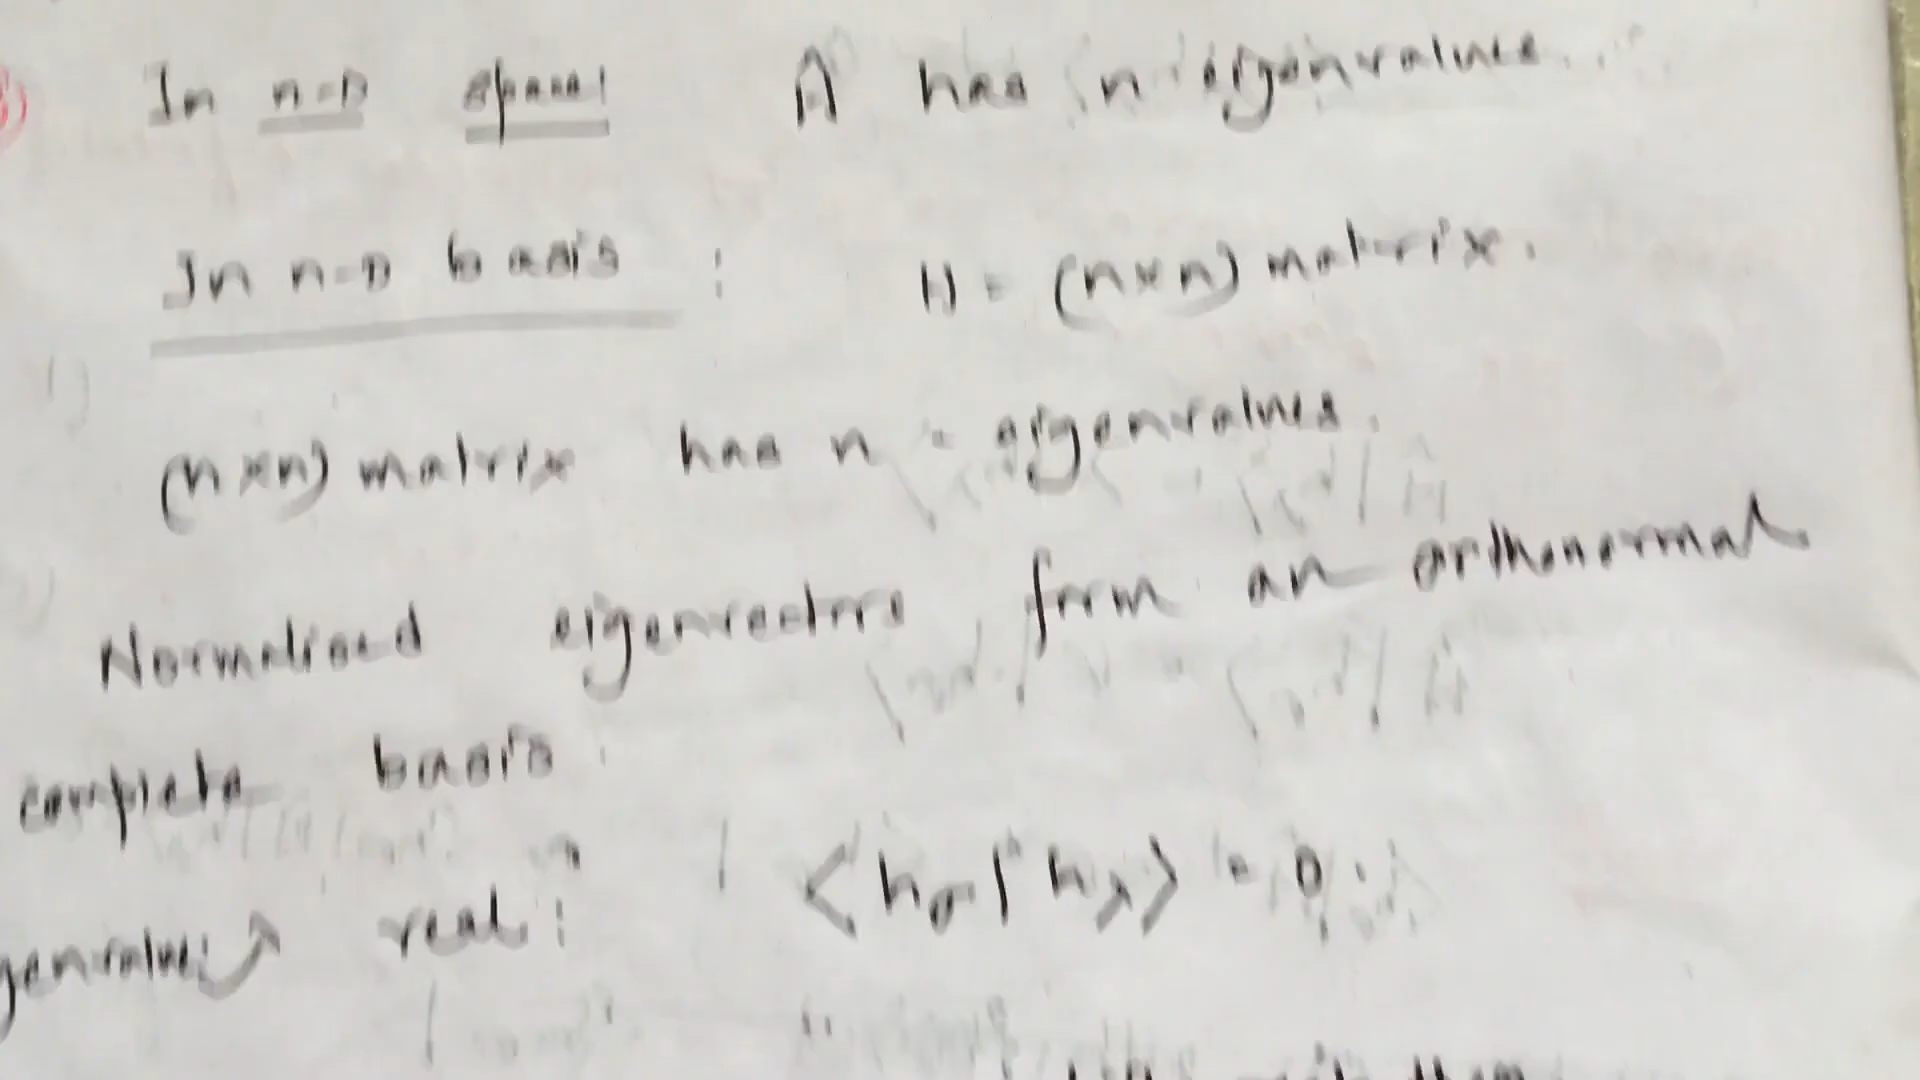 In n-D space: Ĥ has n eigenvalues.
In n-D basis : H = (n×n) matrix.
(n×n) matrix has n - eigenvalues.
Normalised eigenvectors form an orthonormal
complete basis.
real : <hσ|hλ> = 0.